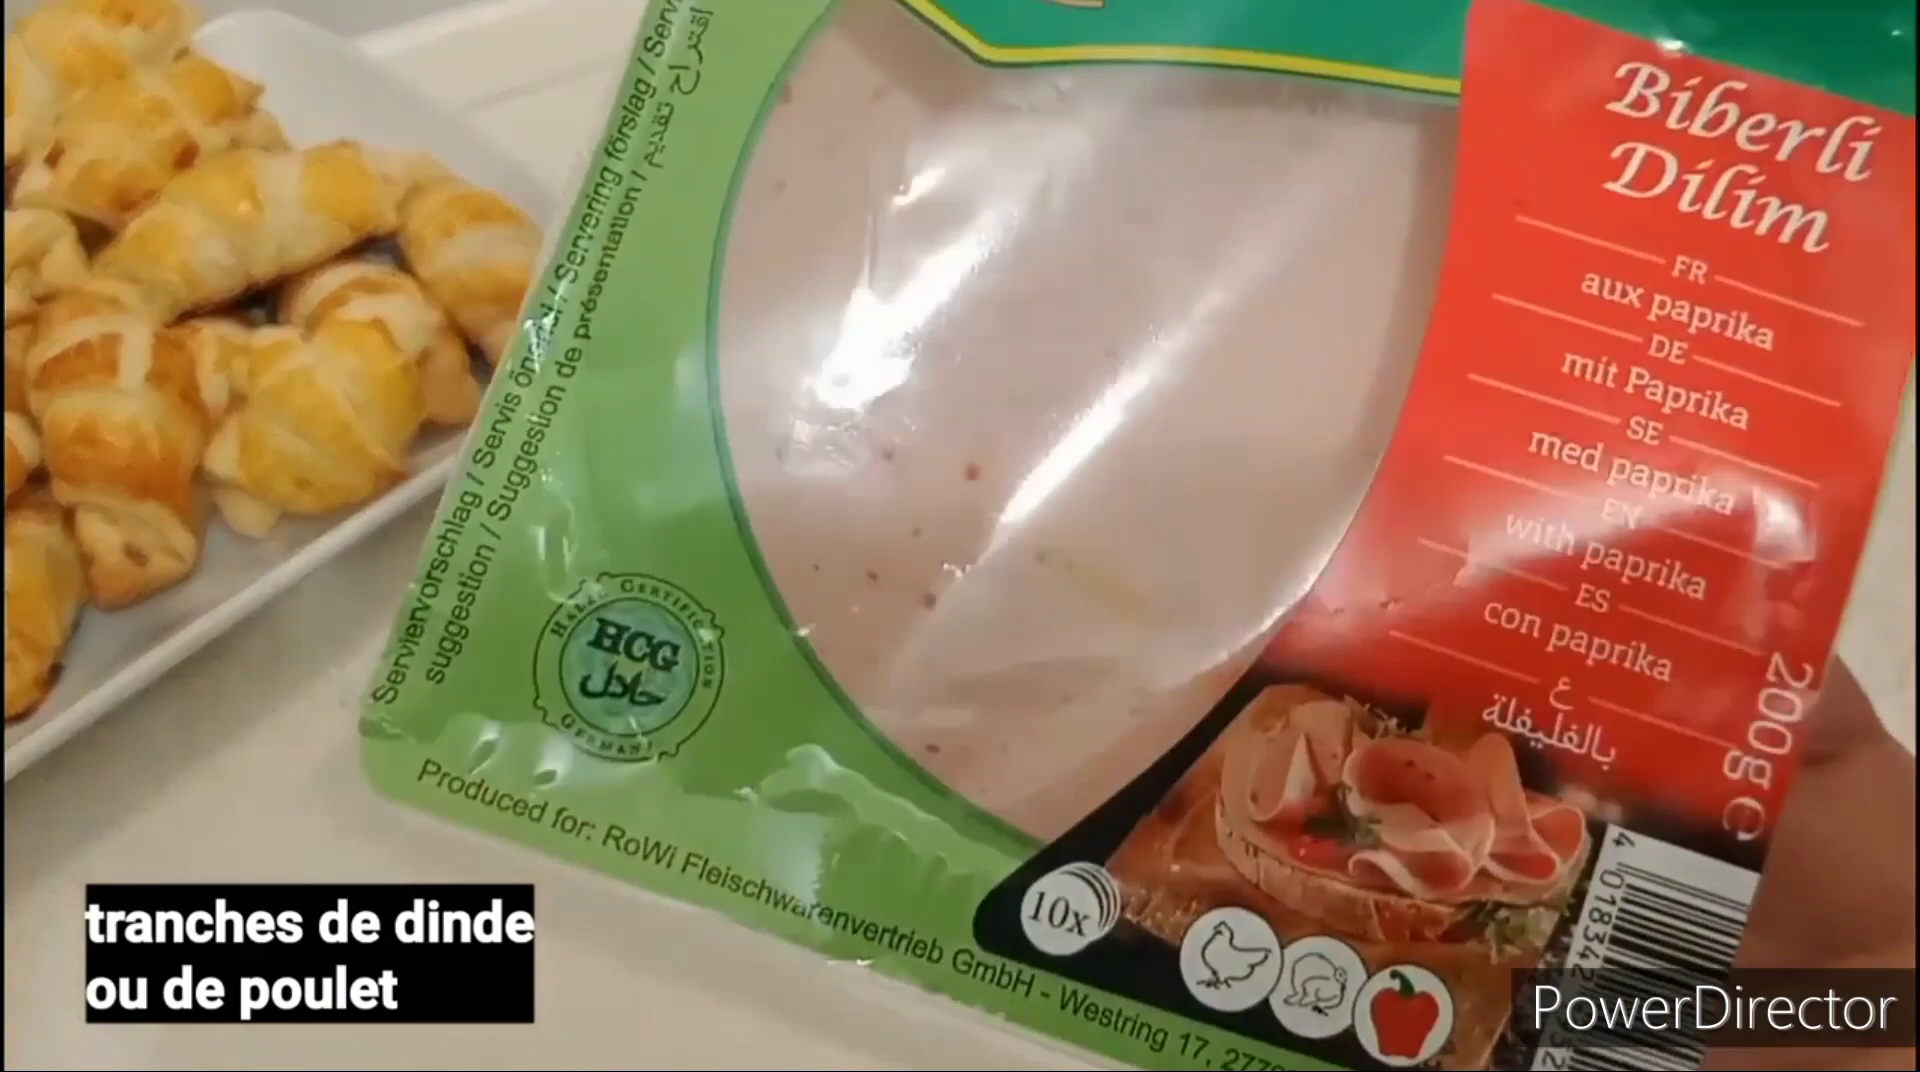 Biberli
Dilim
FR
aux paprika
DE
mit Paprika
SE
med paprika
EN
with paprika
ES
con paprika
ع
بالفليفلة
200g e
Serviervorschlag / Servis önerisi / Servering förslag /
suggestion / Suggestion de présentation / اقتراح تقديم
HALAL CERTIFICATION
HCG
حلال
GERMANY
Produced for: RoWi Fleischwarenvertrieb GmbH - Westring 17,
10x
tranches de dinde
ou de poulet
PowerDirector